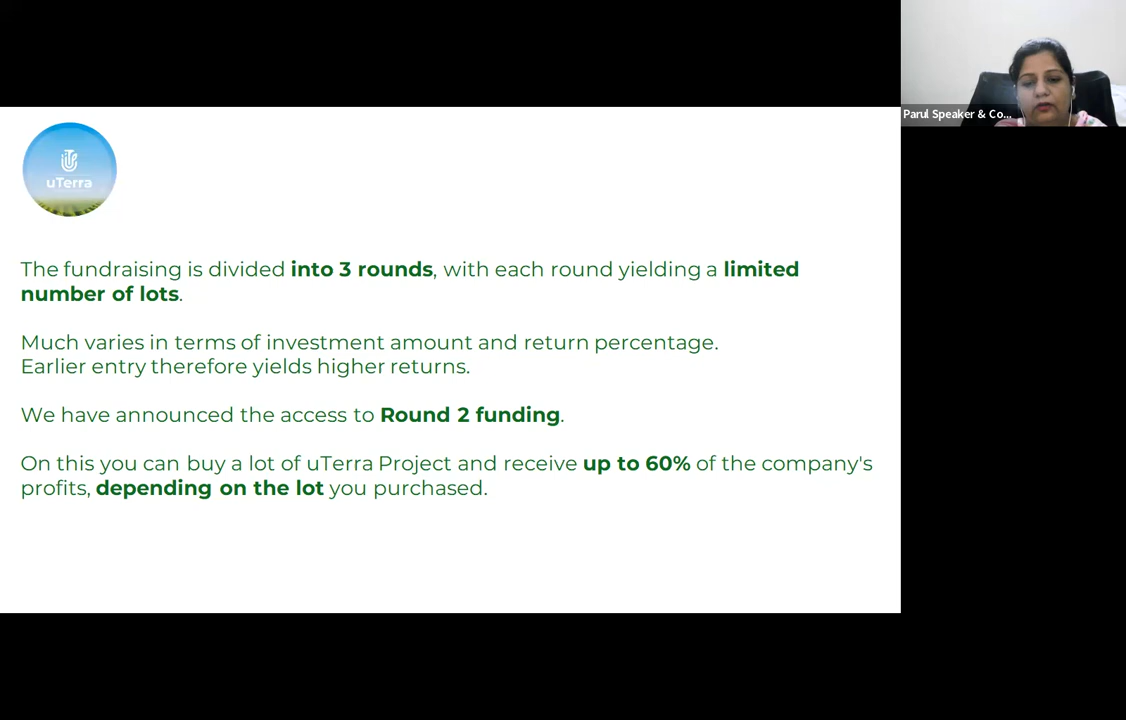 Parul Speaker & Co...
uTerra
The fundraising is divided into 3 rounds, with each round yielding a limited
number of lots.
Much varies in terms of investment amount and return percentage.
Earlier entry therefore yields higher returns.
We have announced the access to Round 2 funding.
On this you can buy a lot of uTerra Project and receive up to 60% of the company's
profits, depending on the lot you purchased.